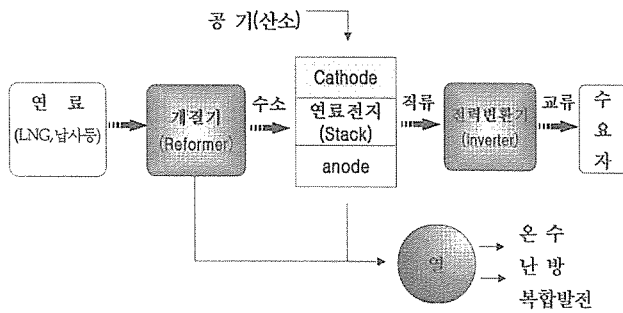 공 기(산소)
연 료
(LNG,납사등)
개질기
(Reformer)
수소
Cathode
연료전지
(Stack)
anode
직류
전력변환기
(Inverter)
교류
수
요
자
열
온 수
난 방
복합발전